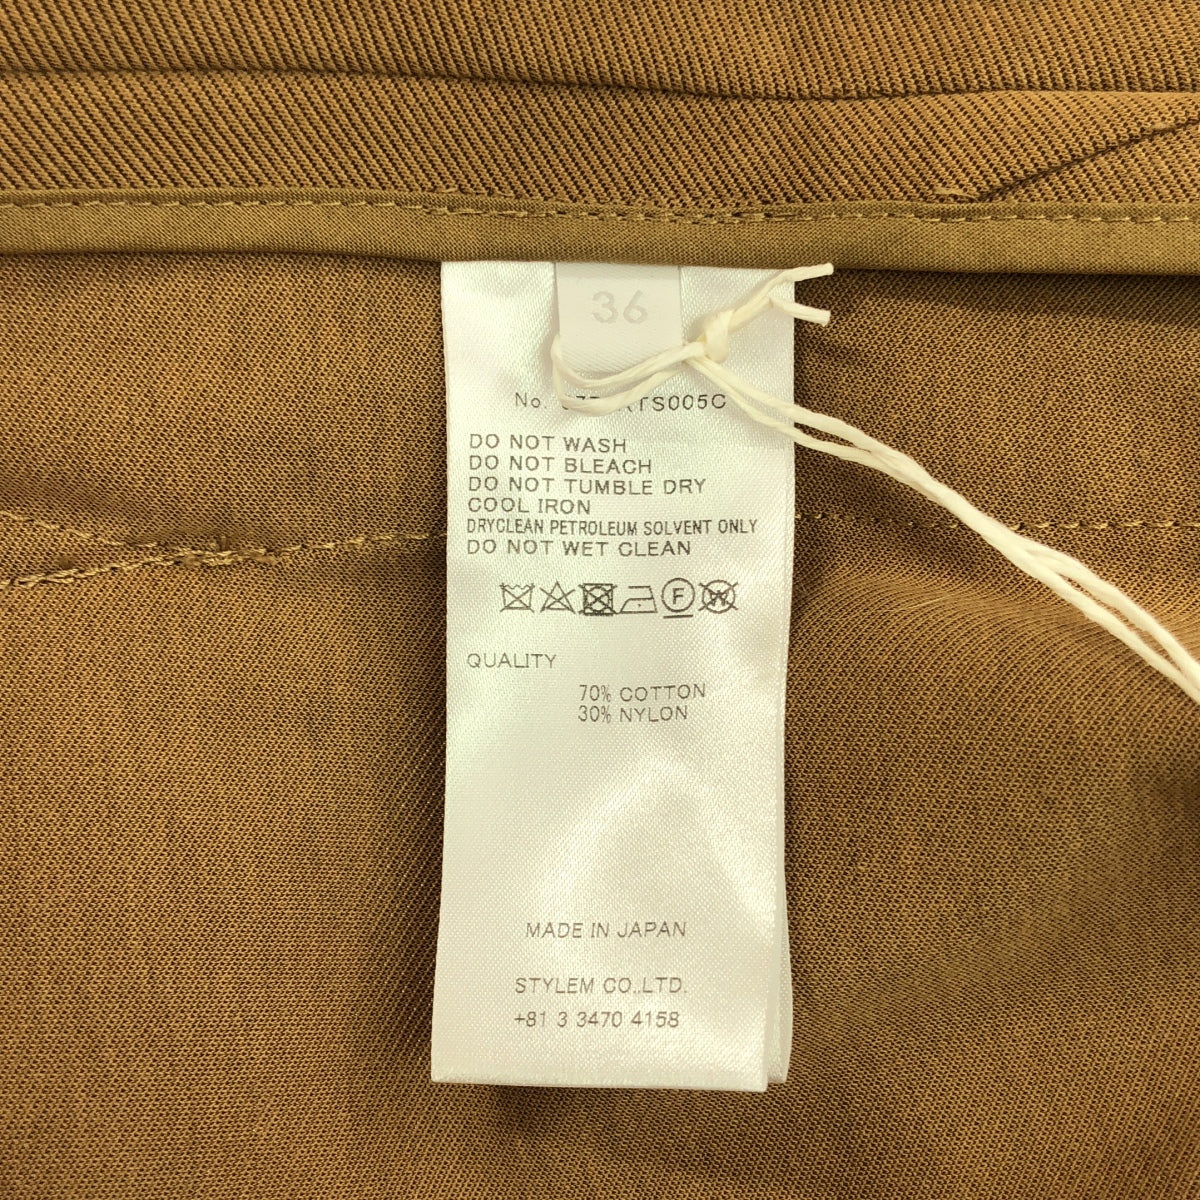 36
No.
DO NOT WASH
DO NOT BLEACH
DO NOT TUMBLE DRY
COOL IRON
DRYCLEAN PETROLEUM SOLVENT ONLY
DO NOT WET CLEAN
F W
QUALITY
70% COTTON
30% NYLON
MADE IN JAPAN
STYLEM CO.,LTD.
+81 3 3470 4158